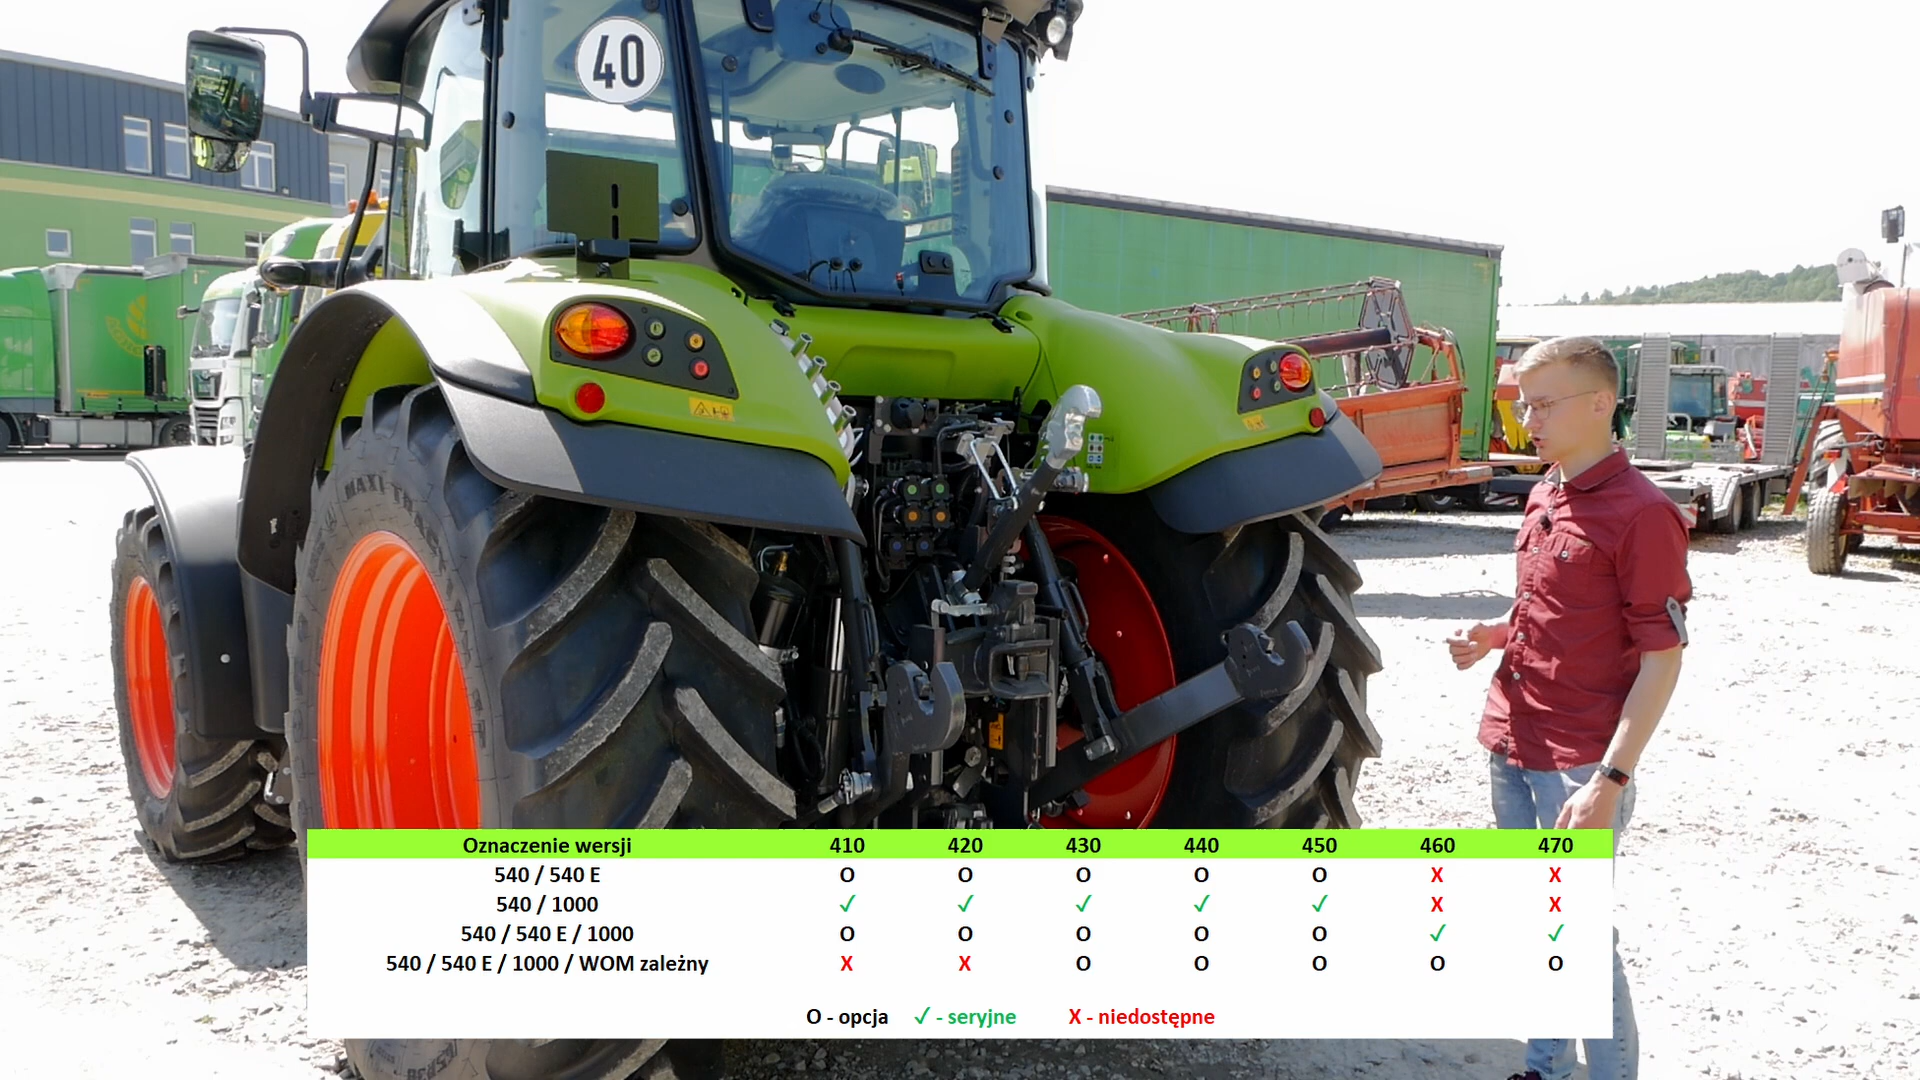 40
MAXI TRACTION
Oznaczenie wersji 410 420 430 440 450 460 470
540 / 540 E O O O O O X X
540 / 1000 ✓ ✓ ✓ ✓ ✓ X X
540 / 540 E / 1000 O O O O O ✓ ✓
540 / 540 E / 1000 / WOM zależny X X O O O O O
O - opcja ✓ - seryjne X - niedostępne